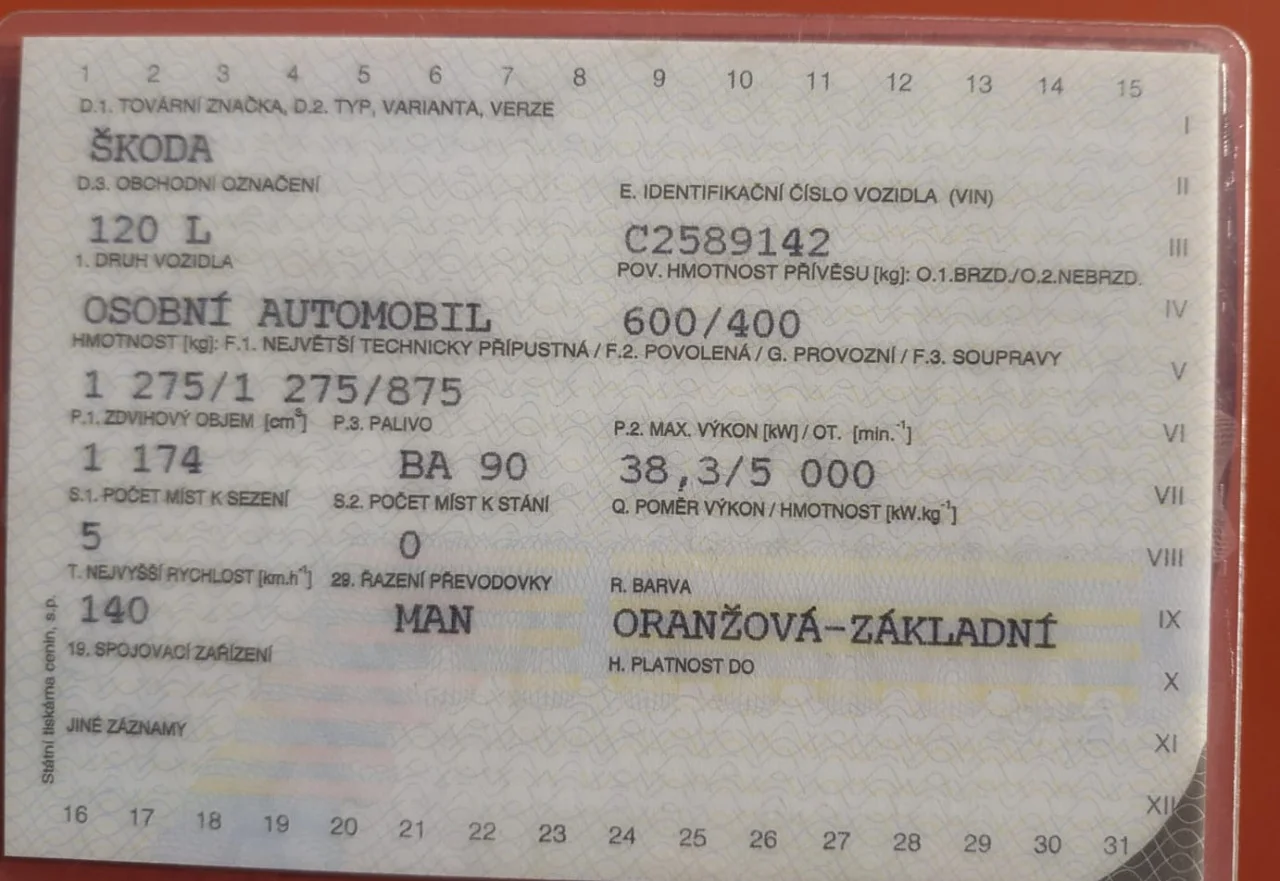 1 2 3 4 5 6 7 8 9 10 11 12 13 14 15
D.1. TOVÁRNÍ ZNAČKA, D.2. TYP, VARIANTA, VERZE
I
ŠKODA
D.3. OBCHODNÍ OZNAČENÍ
E. IDENTIFIKAČNÍ ČÍSLO VOZIDLA (VIN)
II
120 L
C2589142
III
1. DRUH VOZIDLA
POV. HMOTNOST PŘÍVĚSU [kg]: O.1.BRZD./O.2.NEBRZD.
OSOBNÍ AUTOMOBIL
600/400
IV
HMOTNOST [kg]: F.1. NEJVĚTŠÍ TECHNICKY PŘÍPUSTNÁ / F.2. POVOLENÁ / G. PROVOZNÍ / F.3. SOUPRAVY
V
1 275/1 275/875
P.1. ZDVIHOVÝ OBJEM [cm³]
P.3. PALIVO
P.2. MAX. VÝKON [kW] / OT. [min.⁻¹]
VI
1 174
BA 90
38,3/5 000
S.1. POČET MÍST K SEZENÍ
S.2. POČET MÍST K STÁNÍ
Q. POMĚR VÝKON / HMOTNOST [kW.kg⁻¹]
VII
5
0
VIII
T. NEJVYŠŠÍ RYCHLOST [km.h⁻¹]
29. ŘAZENÍ PŘEVODOVKY
R. BARVA
140
MAN
ORANŽOVÁ-ZÁKLADNÍ
IX
19. SPOJOVACÍ ZAŘÍZENÍ
H. PLATNOST DO
X
JINÉ ZÁZNAMY
XI
Státní tiskárna cenin, s.p.
XII
16 17 18 19 20 21 22 23 24 25 26 27 28 29 30 31